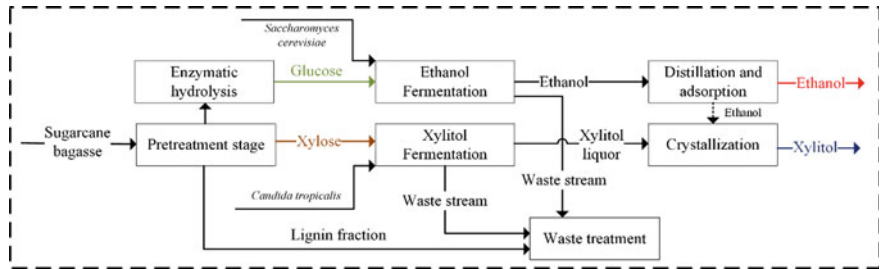 Saccharomyces
cerevisiae
Enzymatic
hydrolysis
Glucose
Ethanol
Fermentation
Ethanol
Distillation and
adsorption
Ethanol
Ethanol
Sugarcane
bagasse
Pretreatment stage
Xylose
Xylitol
Fermentation
Xylitol
liquor
Crystallization
Xylitol
Candida tropicalis
Waste stream
Waste stream
Lignin fraction
Waste treatment